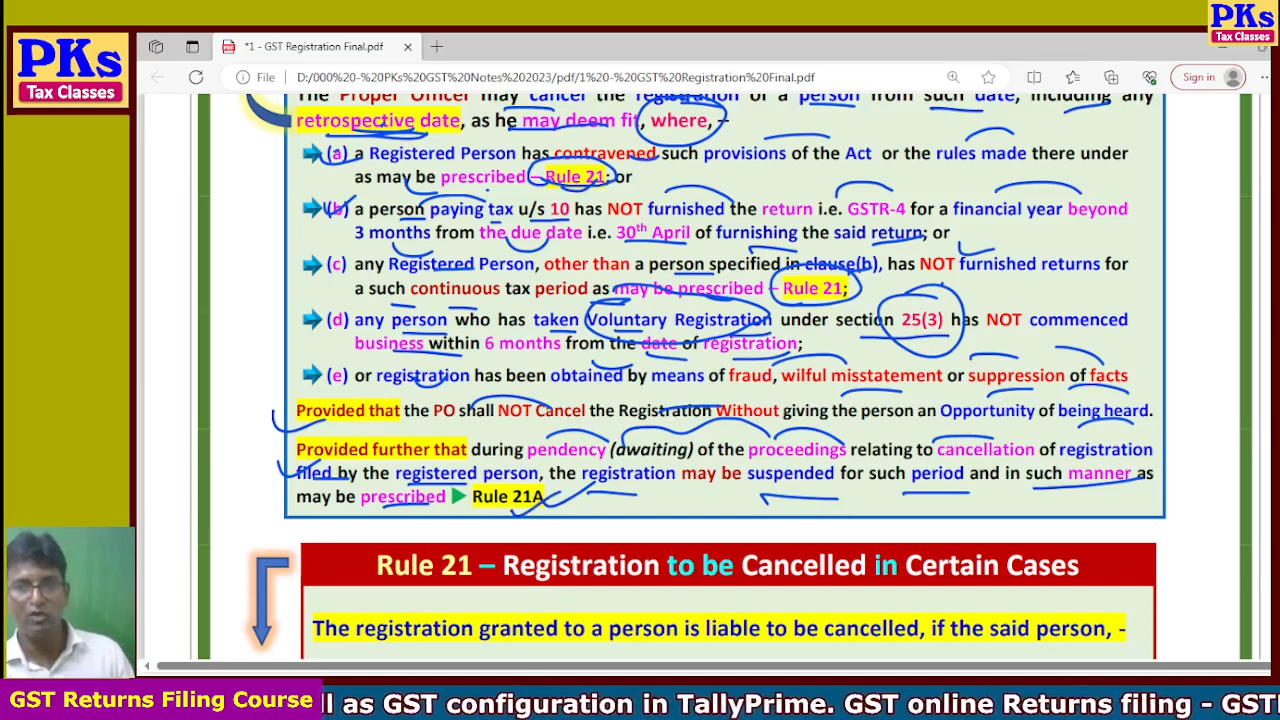 PKs
Tax Classes
PKs
Tax Classes
*1 - GST Registration Final.pdf
File
D:/000%20-%20PKs%20GST%20Notes%202023/pdf/1%20-%20GST%20Registration%20Final.pdf
Sign in
The Proper Officer may cancel the registration of a person from such date, including any
retrospective date, as he may deem fit, where, –
(a) a Registered Person has contravened such provisions of the Act or the rules made there under
as may be prescribed – Rule 21; or
(b) a person paying tax u/s 10 has NOT furnished the return i.e. GSTR-4 for a financial year beyond
3 months from the due date i.e. 30th April of furnishing the said return; or
(c) any Registered Person, other than a person specified in clause(b), has NOT furnished returns for
a such continuous tax period as may be prescribed – Rule 21;
(d) any person who has taken Voluntary Registration under section 25(3) has NOT commenced
business within 6 months from the date of registration;
(e) or registration has been obtained by means of fraud, wilful misstatement or suppression of facts
Provided that the PO shall NOT Cancel the Registration Without giving the person an Opportunity of being heard.
Provided further that during pendency (awaiting) of the proceedings relating to cancellation of registration
filed by the registered person, the registration may be suspended for such period and in such manner as
may be prescribed ▶ Rule 21A
Rule 21 – Registration to be Cancelled in Certain Cases
The registration granted to a person is liable to be cancelled, if the said person, -
GST Returns Filing Course
ll as GST configuration in TallyPrime. GST online Returns filing - GST